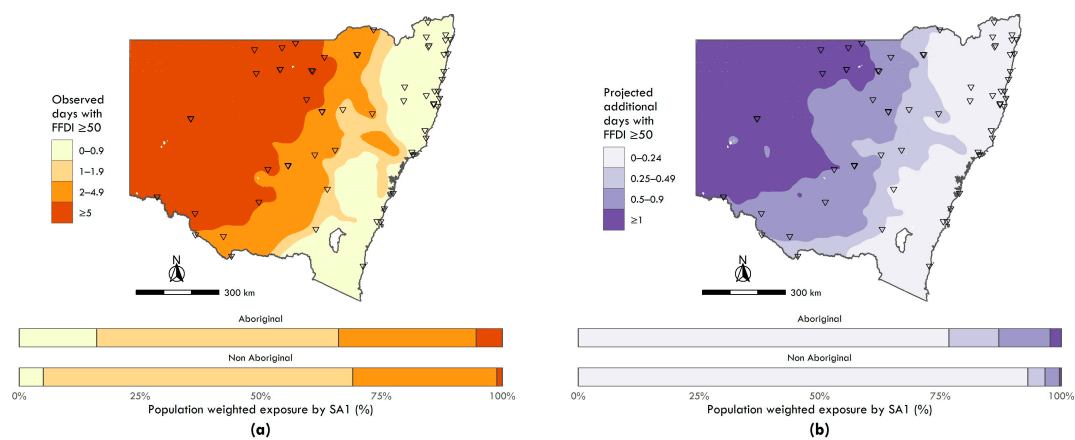 Observed
days with
FFDI ≥50
0–0.9
1–1.9
2–4.9
≥5
N
300 km
Aboriginal
Non Aboriginal
0%
25%
50%
75%
100%
Population weighted exposure by SA1 (%)
(a)
Projected
additional
days with
FFDI ≥50
0–0.24
0.25–0.49
0.5–0.9
≥1
N
300 km
Aboriginal
Non Aboriginal
0%
25%
50%
75%
100%
Population weighted exposure by SA1 (%)
(b)